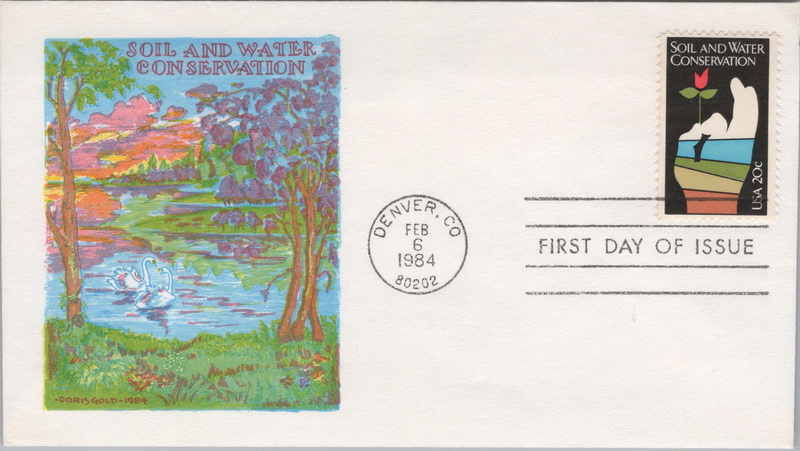 SOIL AND WATER
CONSERVATION
-DORIS GOLD-1984
DENVER, CO
FEB
6
1984
80202
SOIL AND WATER
CONSERVATION
USA 20c
FIRST DAY OF ISSUE